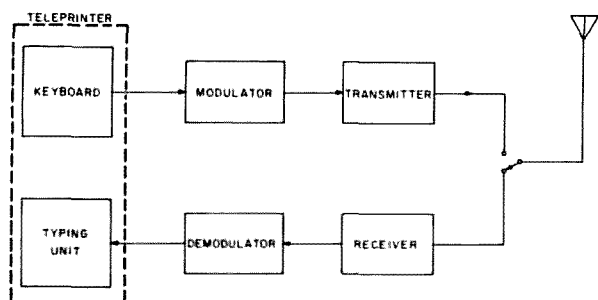 TELEPRINTER
KEYBOARD
MODULATOR
TRANSMITTER
TYPING
UNIT
DEMODULATOR
RECEIVER